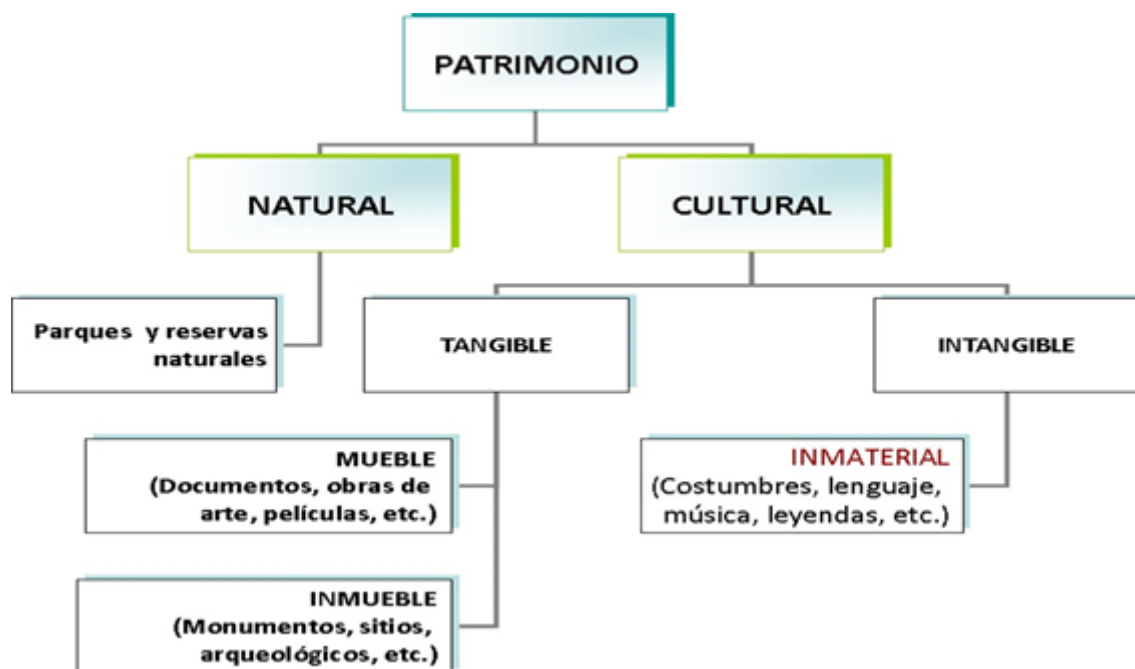 PATRIMONIO
NATURAL
CULTURAL
Parques y reservas
naturales
TANGIBLE
INTANGIBLE
MUEBLE
(Documentos, obras de
arte, películas, etc.)
INMATERIAL
(Costumbres, lenguaje,
música, leyendas, etc.)
INMUEBLE
(Monumentos, sitios,
arqueológicos, etc.)